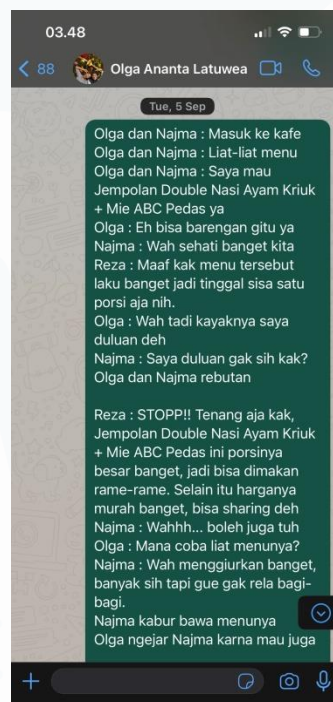 03.48
88
Olga Ananta Latuwea
Tue, 5 Sep
Olga dan Najma : Masuk ke kafe
Olga dan Najma : Liat-liat menu
Olga dan Najma : Saya mau
Jempolan Double Nasi Ayam Kriuk
+ Mie ABC Pedas ya
Olga : Eh bisa barengan gitu ya
Najma : Wah sehati banget kita
Reza : Maaf kak menu tersebut
laku banget jadi tinggal sisa satu
porsi aja nih.
Olga : Wah tadi kayaknya saya
duluan deh
Najma : Saya duluan gak sih kak?
Olga dan Najma rebutan
Reza : STOPP!! Tenang aja kak,
Jempolan Double Nasi Ayam Kriuk
+ Mie ABC Pedas ini porsinya
besar banget, jadi bisa dimakan
rame-rame. Selain itu harganya
murah banget, bisa sharing deh
Najma : Wahhh... boleh juga tuh
Olga : Mana coba liat menunya?
Najma : Wah menggiurkan banget,
banyak sih tapi gue gak rela bagi-
bagi.
Najma kabur bawa menunya
Olga ngejar Najma karna mau juga